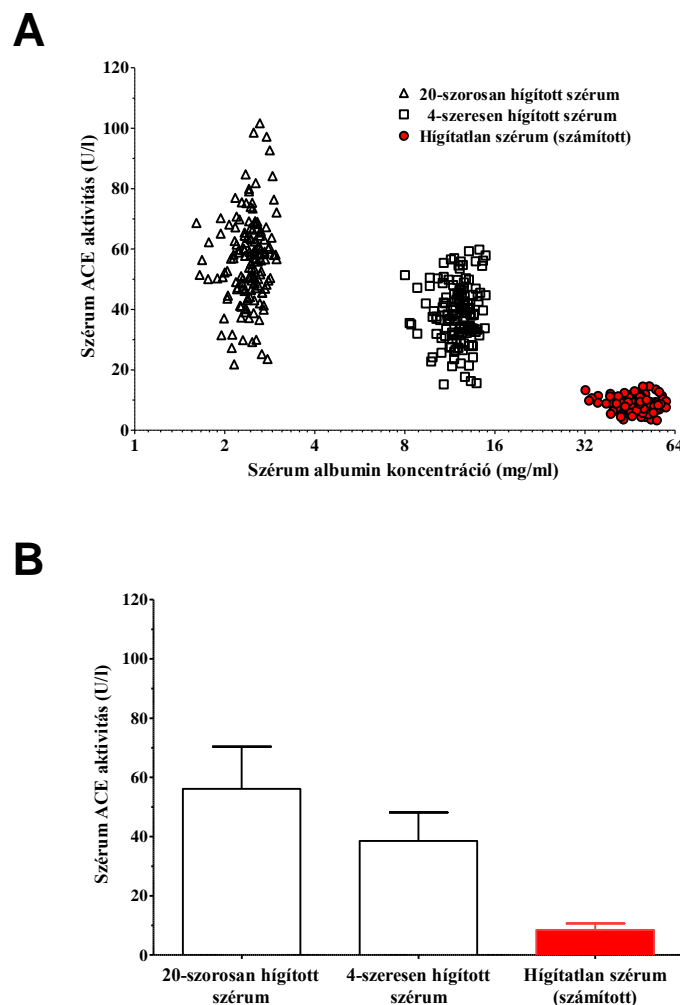 A
120
100
80
60
40
20
0
Szérum ACE aktivitás (U/l)
20-szorosan hígított szérum
4-szeresen hígított szérum
Hígítatlan szérum (számított)
1 2 4 8 16 32 64
Szérum albumin koncentráció (mg/ml)
B
120
100
80
60
40
20
0
Szérum ACE aktivitás (U/l)
20-szorosan hígított szérum
4-szeresen hígított szérum
Hígítatlan szérum (számított)